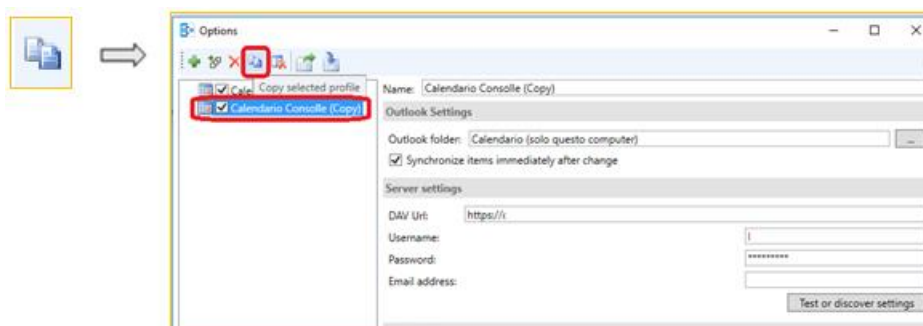 Options
Cale
Copy selected profile
Calendario Consolle (Copy)
Name: Calendario Consolle (Copy)
Outlook Settings
Outlook folder: Calendario (solo questo computer)
...
Synchronize items immediately after change
Server settings
DAV Url: https://
Username:
Password: *********
Email address:
Test or discover settings